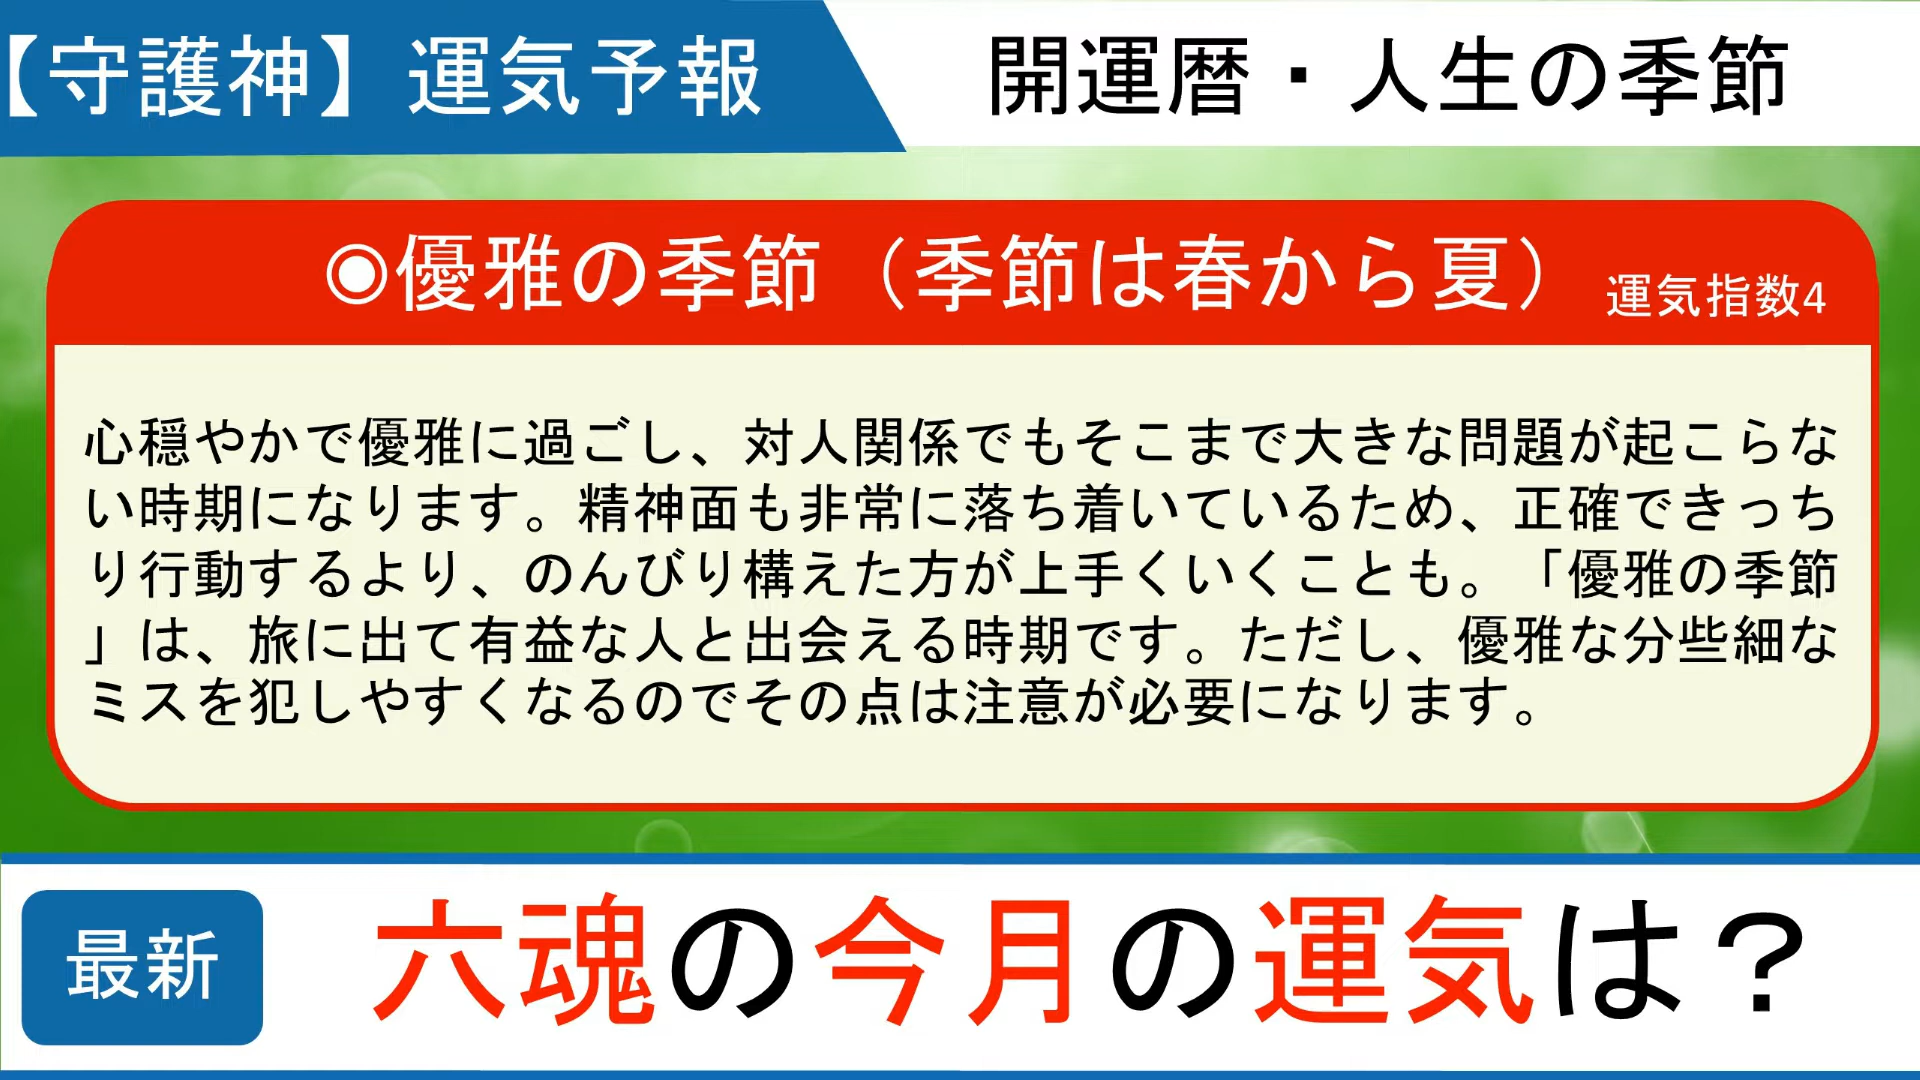 【守護神】運気予報
開運暦・人生の季節
◎優雅の季節（季節は春から夏）
運気指数4
心穏やかで優雅に過ごし、対人関係でもそこまで大きな問題が起こらな
い時期になります。精神面も非常に落ち着いているため、正確できっち
り行動するより、のんびり構えた方が上手くいくことも。「優雅の季節
」は、旅に出て有益な人と出会える時期です。ただし、優雅な分些細な
ミスを犯しやすくなるのでその点は注意が必要になります。
最新
六魂の今月の運気は？